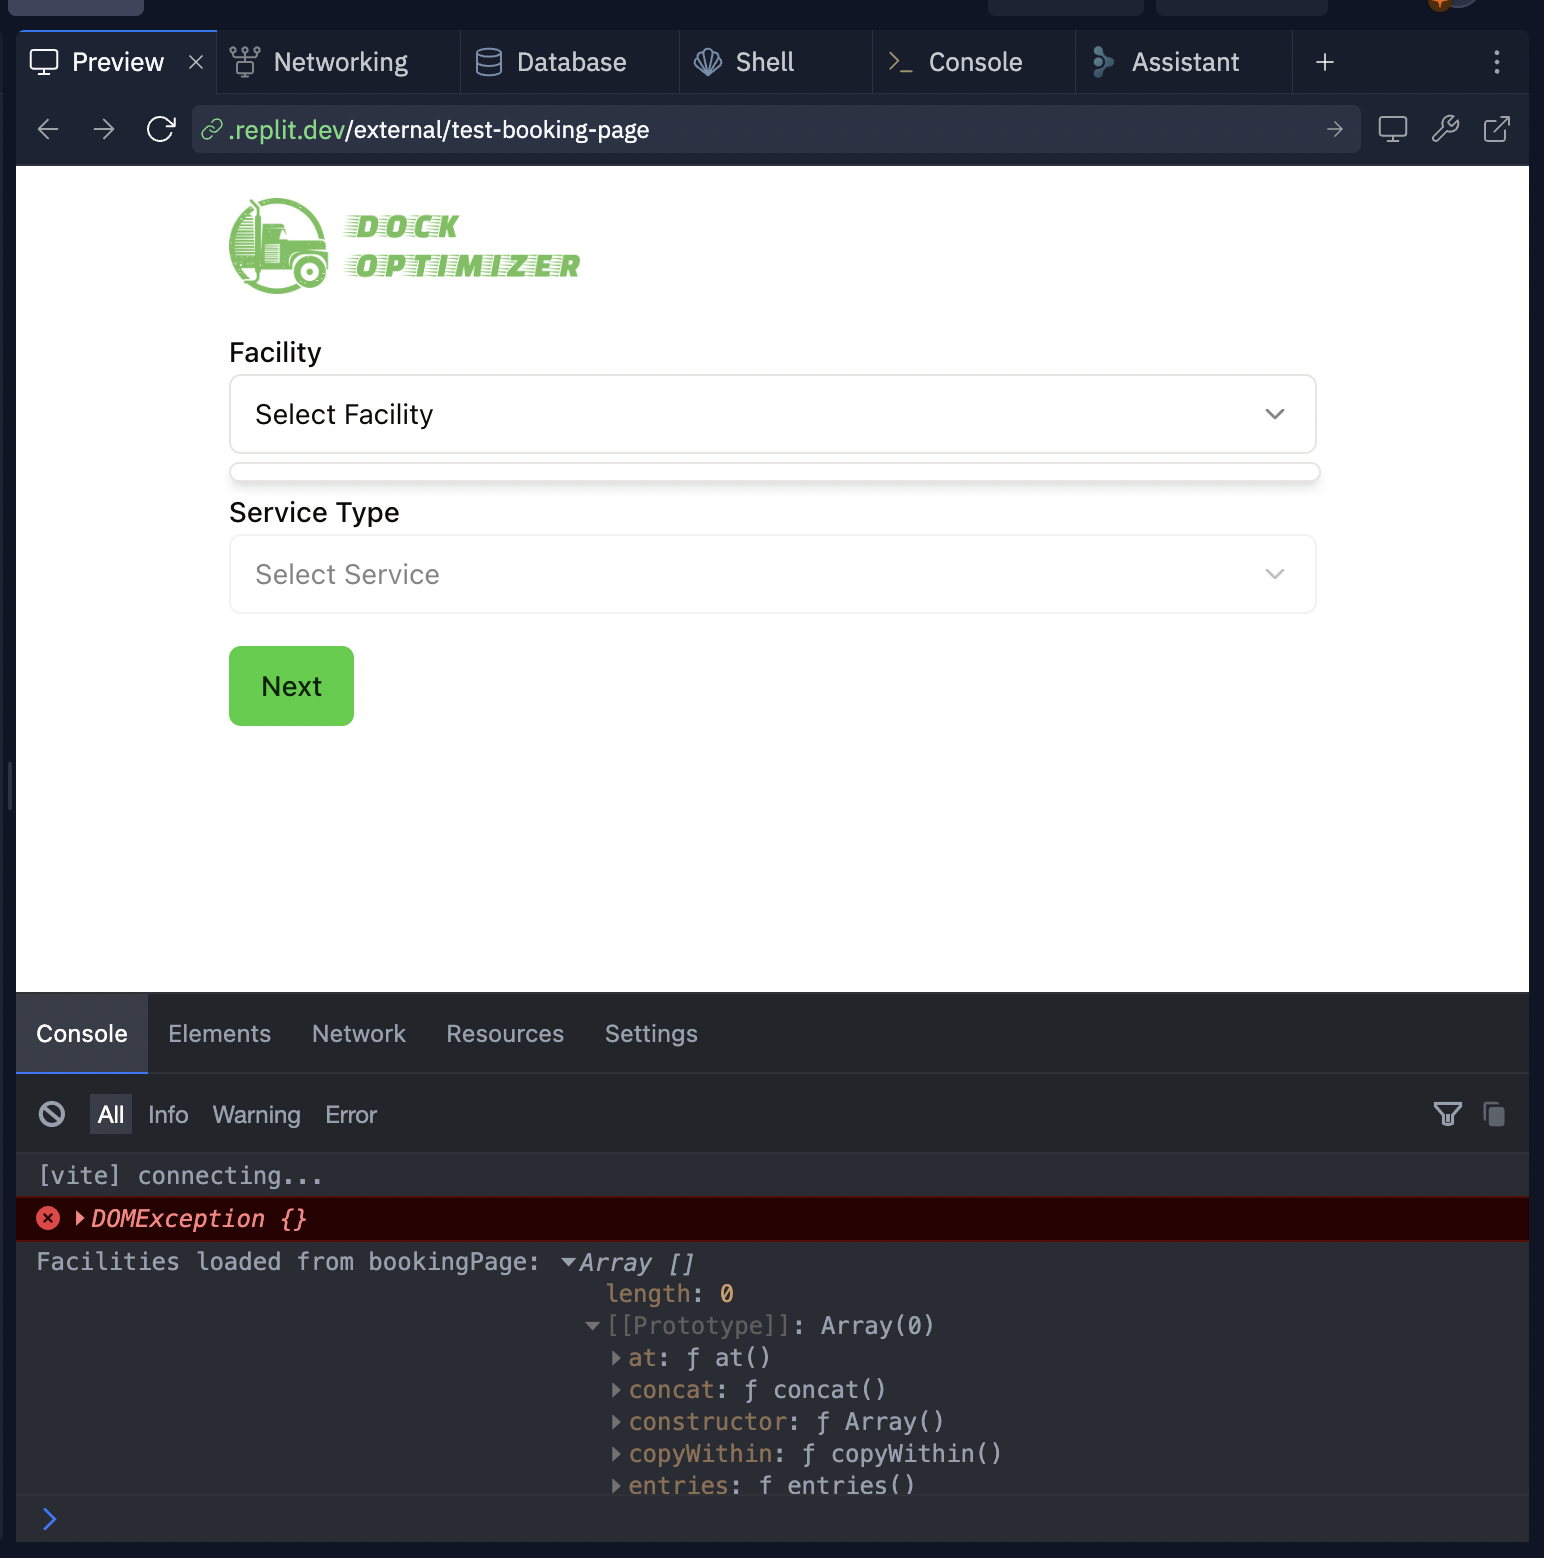 Preview
Networking
Database
Shell
Console
Assistant
.replit.dev/external/test-booking-page
DOCK
OPTIMIZER
Facility
Select Facility
Service Type
Select Service
Next
Console Elements Network Resources Settings
All Info Warning Error
[vite] connecting...
DOMException {}
Facilities loaded from bookingPage: Array []
length: 0
[[Prototype]]: Array(0)
at: ƒ at()
concat: ƒ concat()
constructor: ƒ Array()
copyWithin: ƒ copyWithin()
entries: ƒ entries()